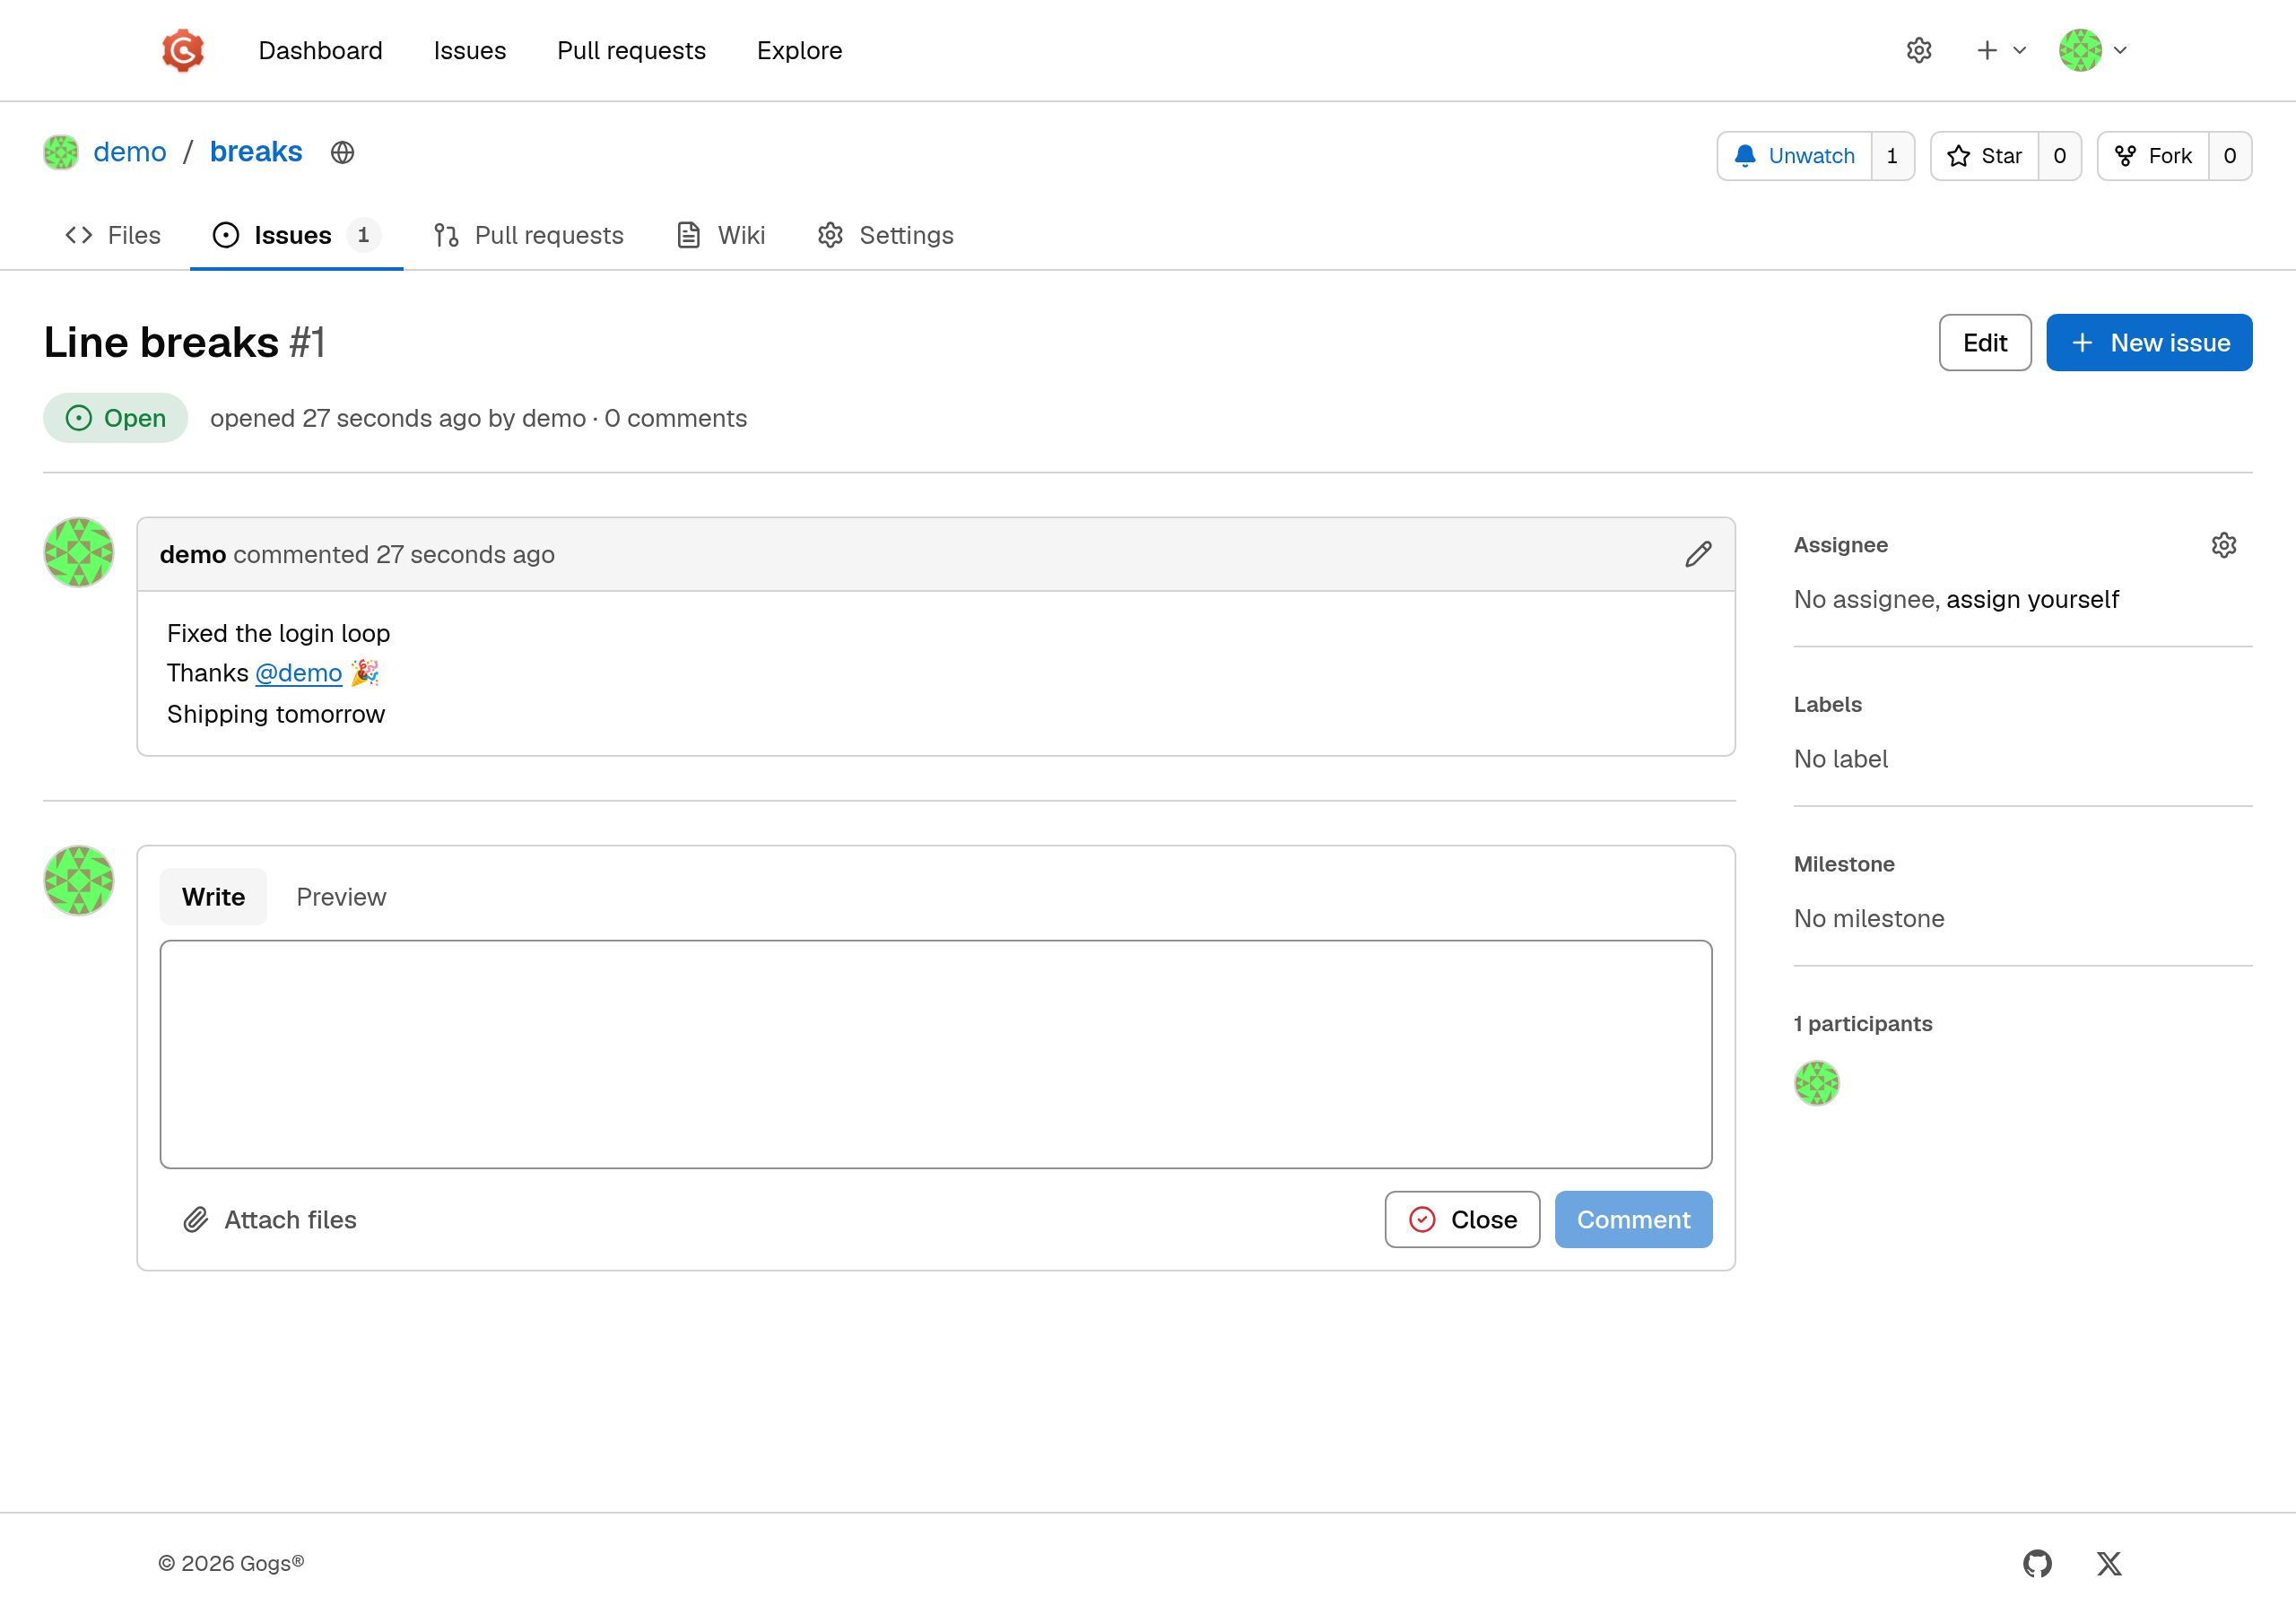 Dashboard Issues Pull requests Explore
demo / breaks
Unwatch 1 Star 0 Fork 0
Files Issues 1 Pull requests Wiki Settings
Line breaks #1
Edit New issue
Open opened 27 seconds ago by demo · 0 comments
demo commented 27 seconds ago
Fixed the login loop
Thanks @demo 🎉
Shipping tomorrow
Assignee
No assignee, assign yourself
Labels
No label
Milestone
No milestone
1 participants
Write Preview
Attach files
Close Comment
© 2026 Gogs®